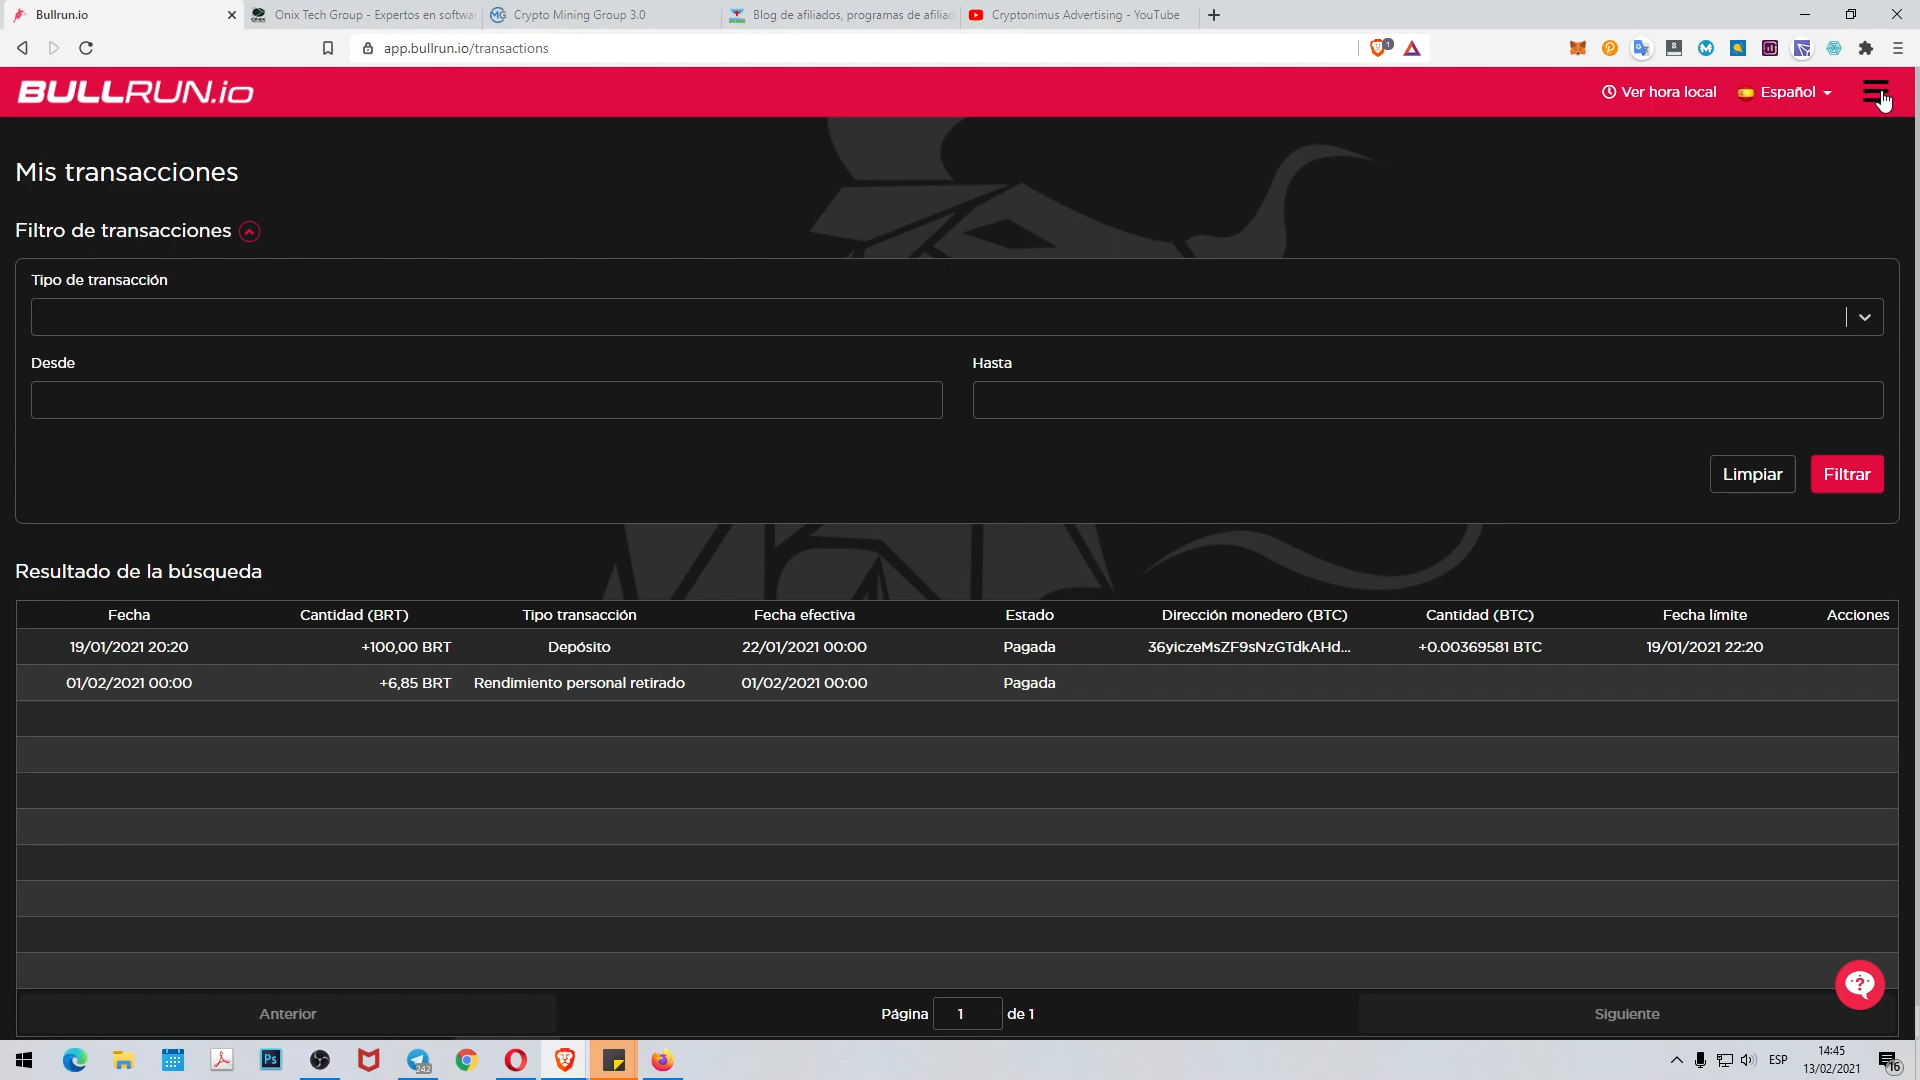 Bullrun.io
Onix Tech Group - Expertos en softwa
MG Crypto Mining Group 3.0
Blog de afiliados, programas de afiliad
Cryptonimus Advertising - YouTube
app.bullrun.io/transactions
1
8
BULLRUN.io
Ver hora local
Español
Mis transacciones
Filtro de transacciones
Tipo de transacción
Desde
Hasta
Limpiar
Filtrar
Resultado de la búsqueda
Fecha Cantidad (BRT) Tipo transacción Fecha efectiva Estado Dirección monedero (BTC) Cantidad (BTC) Fecha límite Acciones
19/01/2021 20:20 +100,00 BRT Depósito 22/01/2021 00:00 Pagada 36yiczeMsZF9sNzGTdkAHd... +0.00369581 BTC 19/01/2021 22:20
01/02/2021 00:00 +6,85 BRT Rendimiento personal retirado 01/02/2021 00:00 Pagada
Anterior
Página 1 de 1
Siguiente
Ps
242
ESP
14:45
13/02/2021
16